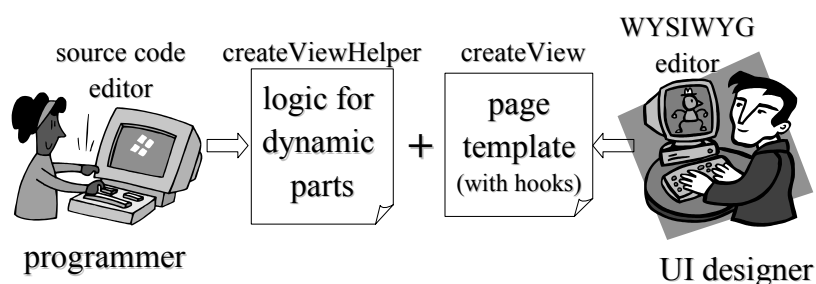 source code
editor
createViewHelper
createView
WYSIWYG
editor
logic for
dynamic
parts
+
page
template
(with hooks)
programmer
UI designer